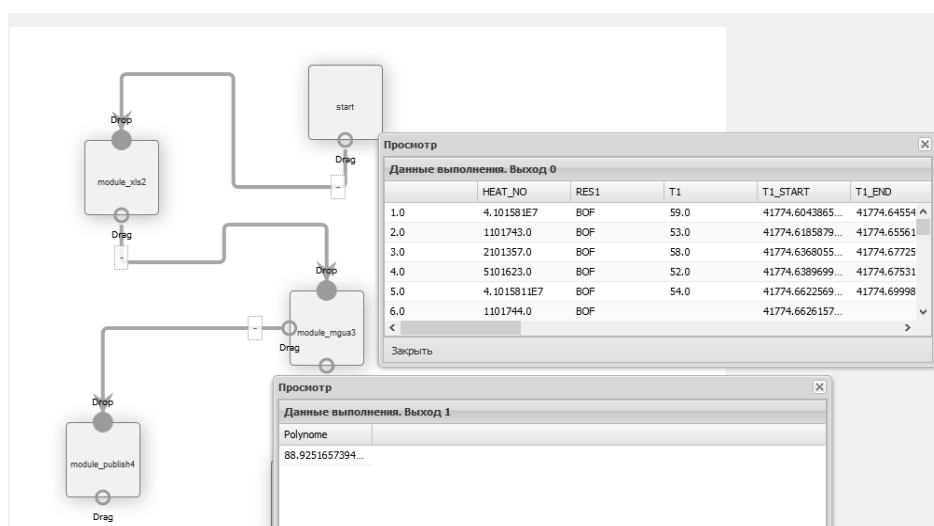 start
Drop
Drag
module_xls2
-
Drag
-
Drop
module_mgua3
-
Drag
Drop
module_publish4
Drag
Просмотр
Данные выполнения. Выход 0
HEAT_NO RES1 T1 T1_START T1_END
1.0 4.101581E7 BOF 59.0 41774.6043865... 41774.64554
2.0 1101743.0 BOF 53.0 41774.6185879... 41774.65561
3.0 2101357.0 BOF 58.0 41774.6368055... 41774.67725
4.0 5101623.0 BOF 52.0 41774.6389699... 41774.67531
5.0 4.1015811E7 BOF 54.0 41774.6622569... 41774.69998
6.0 1101744.0 BOF 41774.6626157...
Закрыть
Просмотр
Данные выполнения. Выход 1
Polynome
88.9251657394...